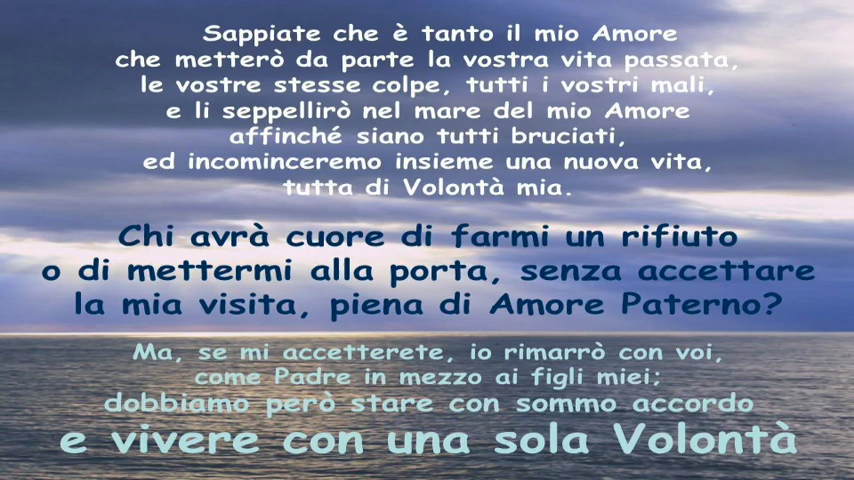 Sappiate che è tanto il mio Amore
che metterò da parte la vostra vita passata,
le vostre stesse colpe, tutti i vostri mali,
e li seppellirò nel mare del mio Amore
affinché siano tutti bruciati,
ed incominceremo insieme una nuova vita,
tutta di Volontà mia.
Chi avrà cuore di farmi un rifiuto
o di mettermi alla porta, senza accettare
la mia visita, piena di Amore Paterno?
Ma, se mi accetterete, io rimarrò con voi,
come Padre in mezzo ai figli miei;
dobbiamo però stare con sommo accordo
e vivere con una sola Volontà